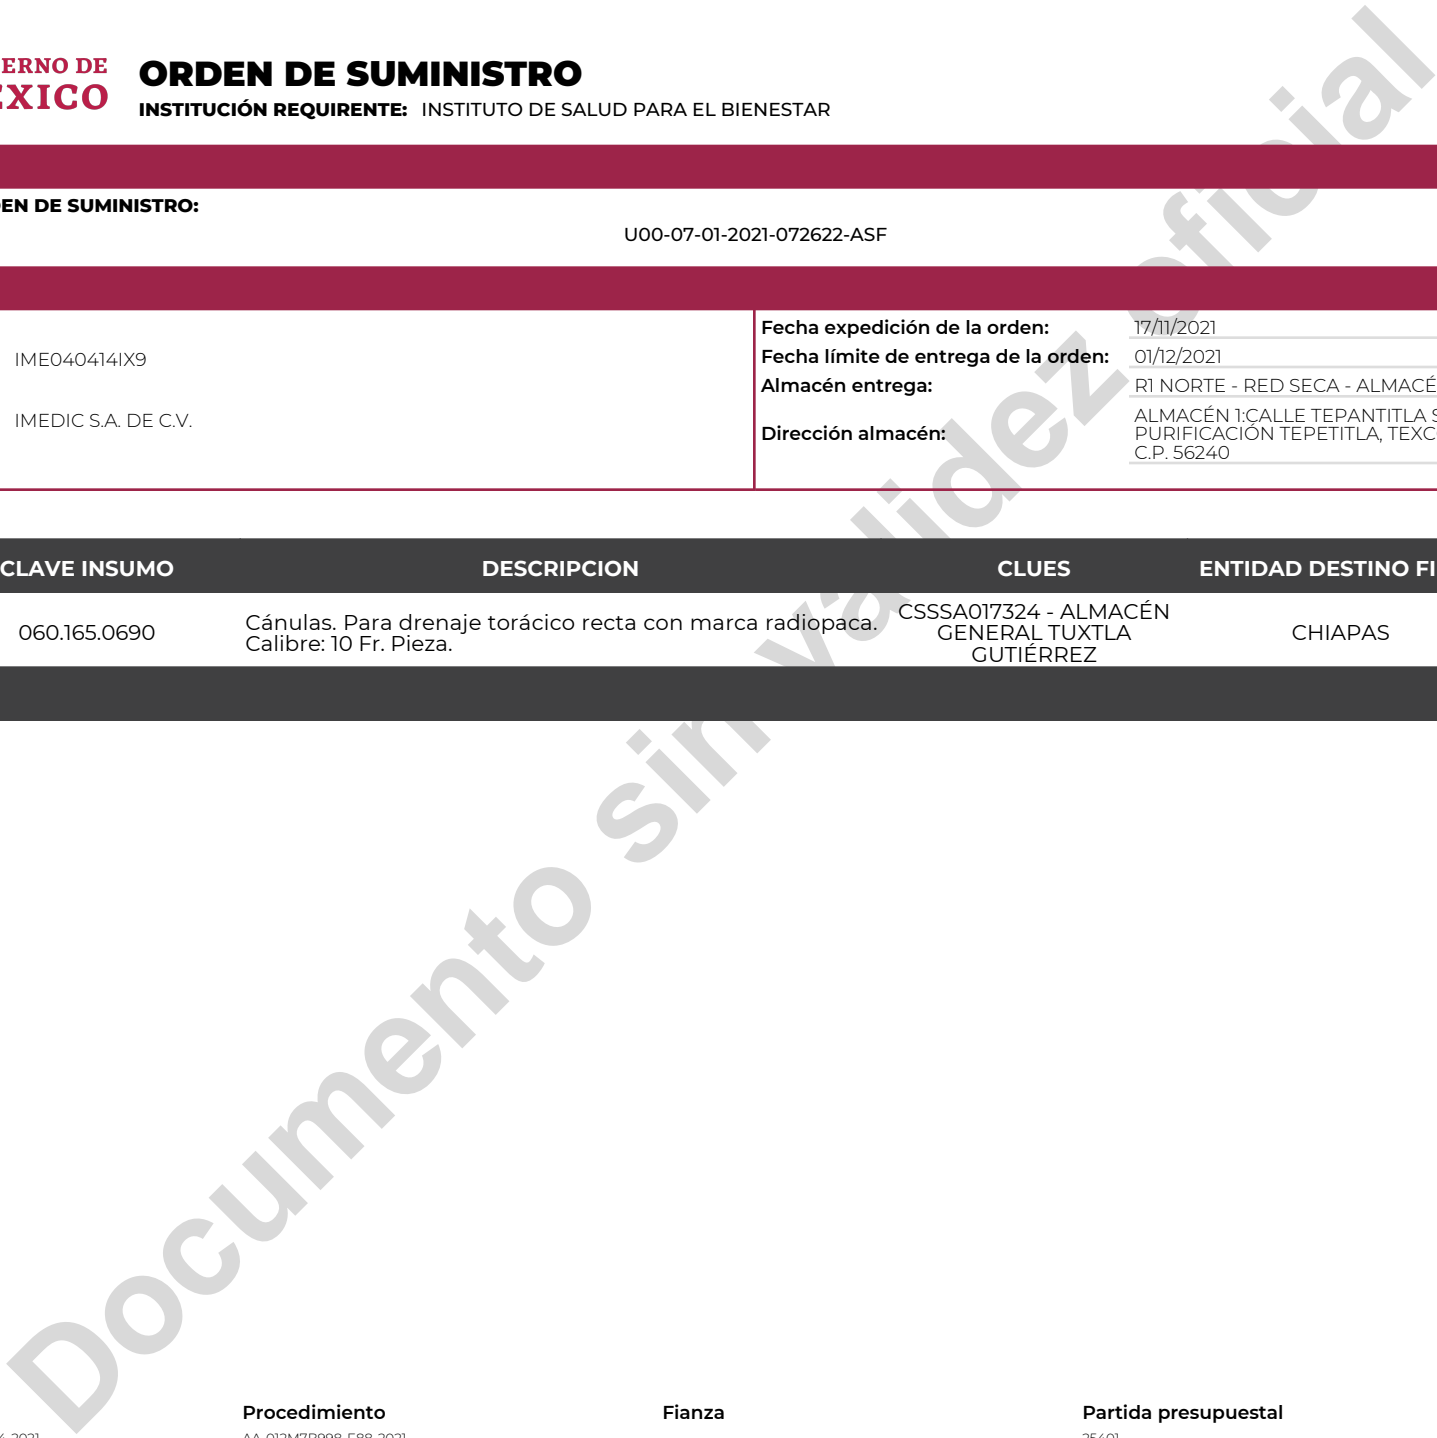 ERNO DE
EXICO
ORDEN DE SUMINISTRO
INSTITUCIÓN REQUIRENTE: INSTITUTO DE SALUD PARA EL BIENESTAR
EN DE SUMINISTRO:
U00-07-01-2021-072622-ASF
IME040414IX9
IMEDIC S.A. DE C.V.
Fecha expedición de la orden: 17/11/2021
Fecha límite de entrega de la orden: 01/12/2021
Almacén entrega: R1 NORTE - RED SECA - ALMACÉ
Dirección almacén: ALMACÉN 1:CALLE TEPANTITLA S
PURIFICACIÓN TEPETITLA, TEXC
C.P. 56240
CLAVE INSUMO DESCRIPCION CLUES ENTIDAD DESTINO FI
060.165.0690
Cánulas. Para drenaje torácico recta con marca radiopaca.
Calibre: 10 Fr. Pieza.
CSSSA017324 - ALMACÉN
GENERAL TUXTLA
GUTIÉRREZ
CHIAPAS
Documento sin validez oficial
Procedimiento Fianza Partida presupuestal